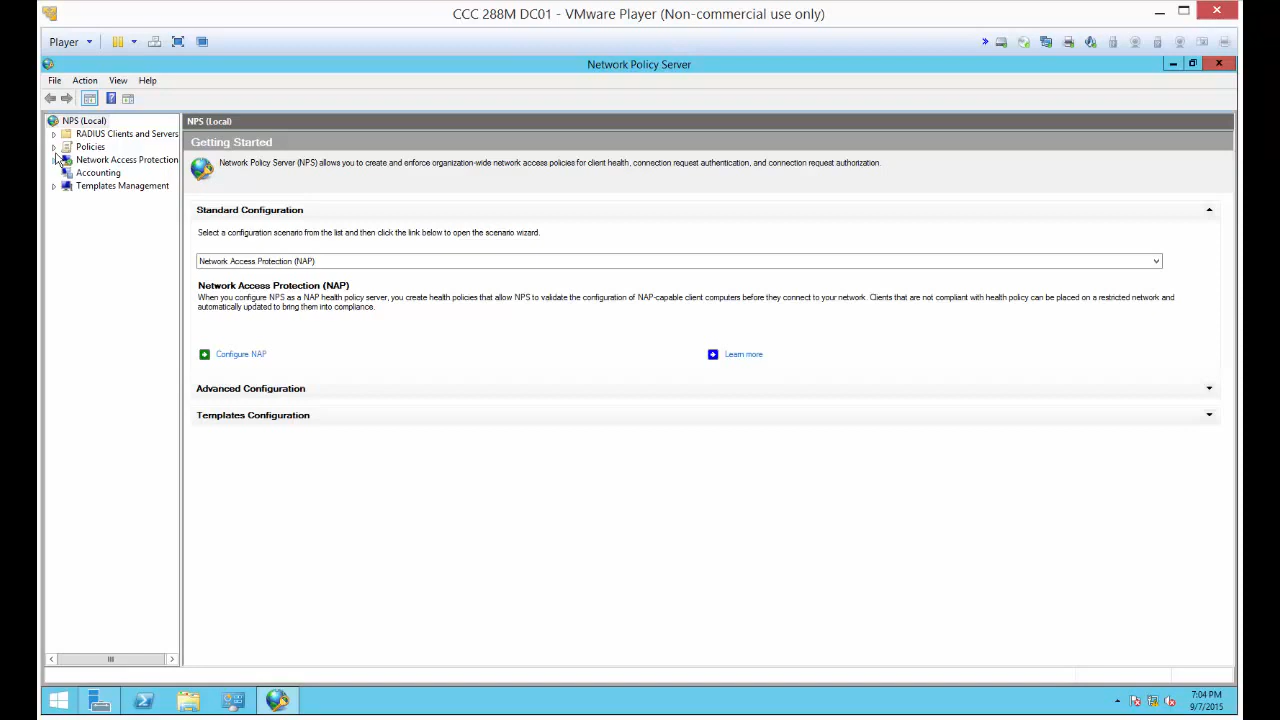 CCC 288M DC01 - VMware Player (Non-commercial use only)
Player
Network Policy Server
File Action View Help
NPS (Local)
RADIUS Clients and Servers
Policies
Network Access Protection
Accounting
Templates Management
NPS (Local)
Getting Started
Network Policy Server (NPS) allows you to create and enforce organization-wide network access policies for client health, connection request authentication, and connection request authorization.
Standard Configuration
Select a configuration scenario from the list and then click the link below to open the scenario wizard.
Network Access Protection (NAP)
Network Access Protection (NAP)
When you configure NPS as a NAP health policy server, you create health policies that allow NPS to validate the configuration of NAP-capable client computers before they connect to your network. Clients that are not compliant with health policy can be placed on a restricted network and
automatically updated to bring them into compliance.
Configure NAP Learn more
Advanced Configuration
Templates Configuration
7:04 PM
9/7/2015